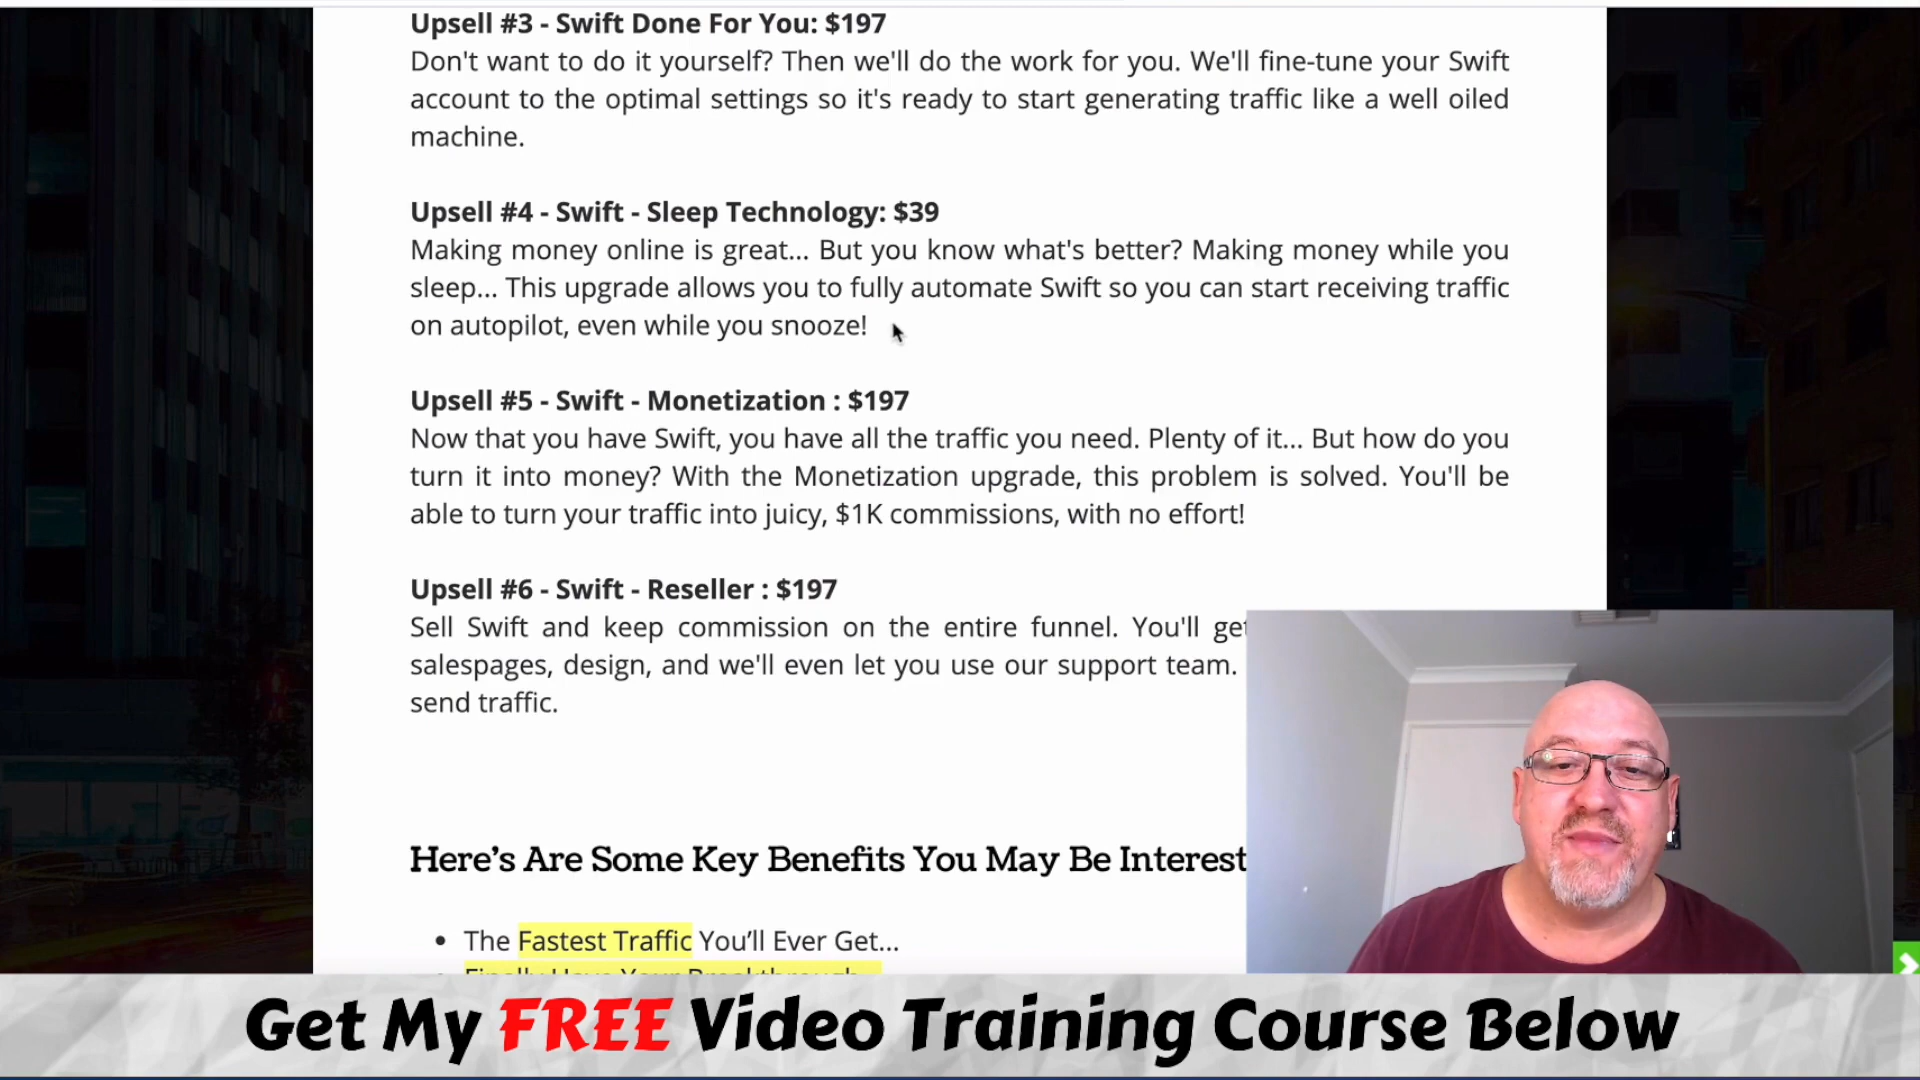 Upsell #3 - Swift Done For You: $197
Don't want to do it yourself? Then we'll do the work for you. We'll fine-tune your Swift
account to the optimal settings so it's ready to start generating traffic like a well oiled
machine.
Upsell #4 - Swift - Sleep Technology: $39
Making money online is great... But you know what's better? Making money while you
sleep... This upgrade allows you to fully automate Swift so you can start receiving traffic
on autopilot, even while you snooze!
Upsell #5 - Swift - Monetization : $197
Now that you have Swift, you have all the traffic you need. Plenty of it... But how do you
turn it into money? With the Monetization upgrade, this problem is solved. You'll be
able to turn your traffic into juicy, $1K commissions, with no effort!
Upsell #6 - Swift - Reseller : $197
Sell Swift and keep commission on the entire funnel. You'll get
salespages, design, and we'll even let you use our support team.
send traffic.
Here's Are Some Key Benefits You May Be Interest
• The Fastest Traffic You'll Ever Get...
• Finally Have Your Breakthrough...
Get My FREE Video Training Course Below